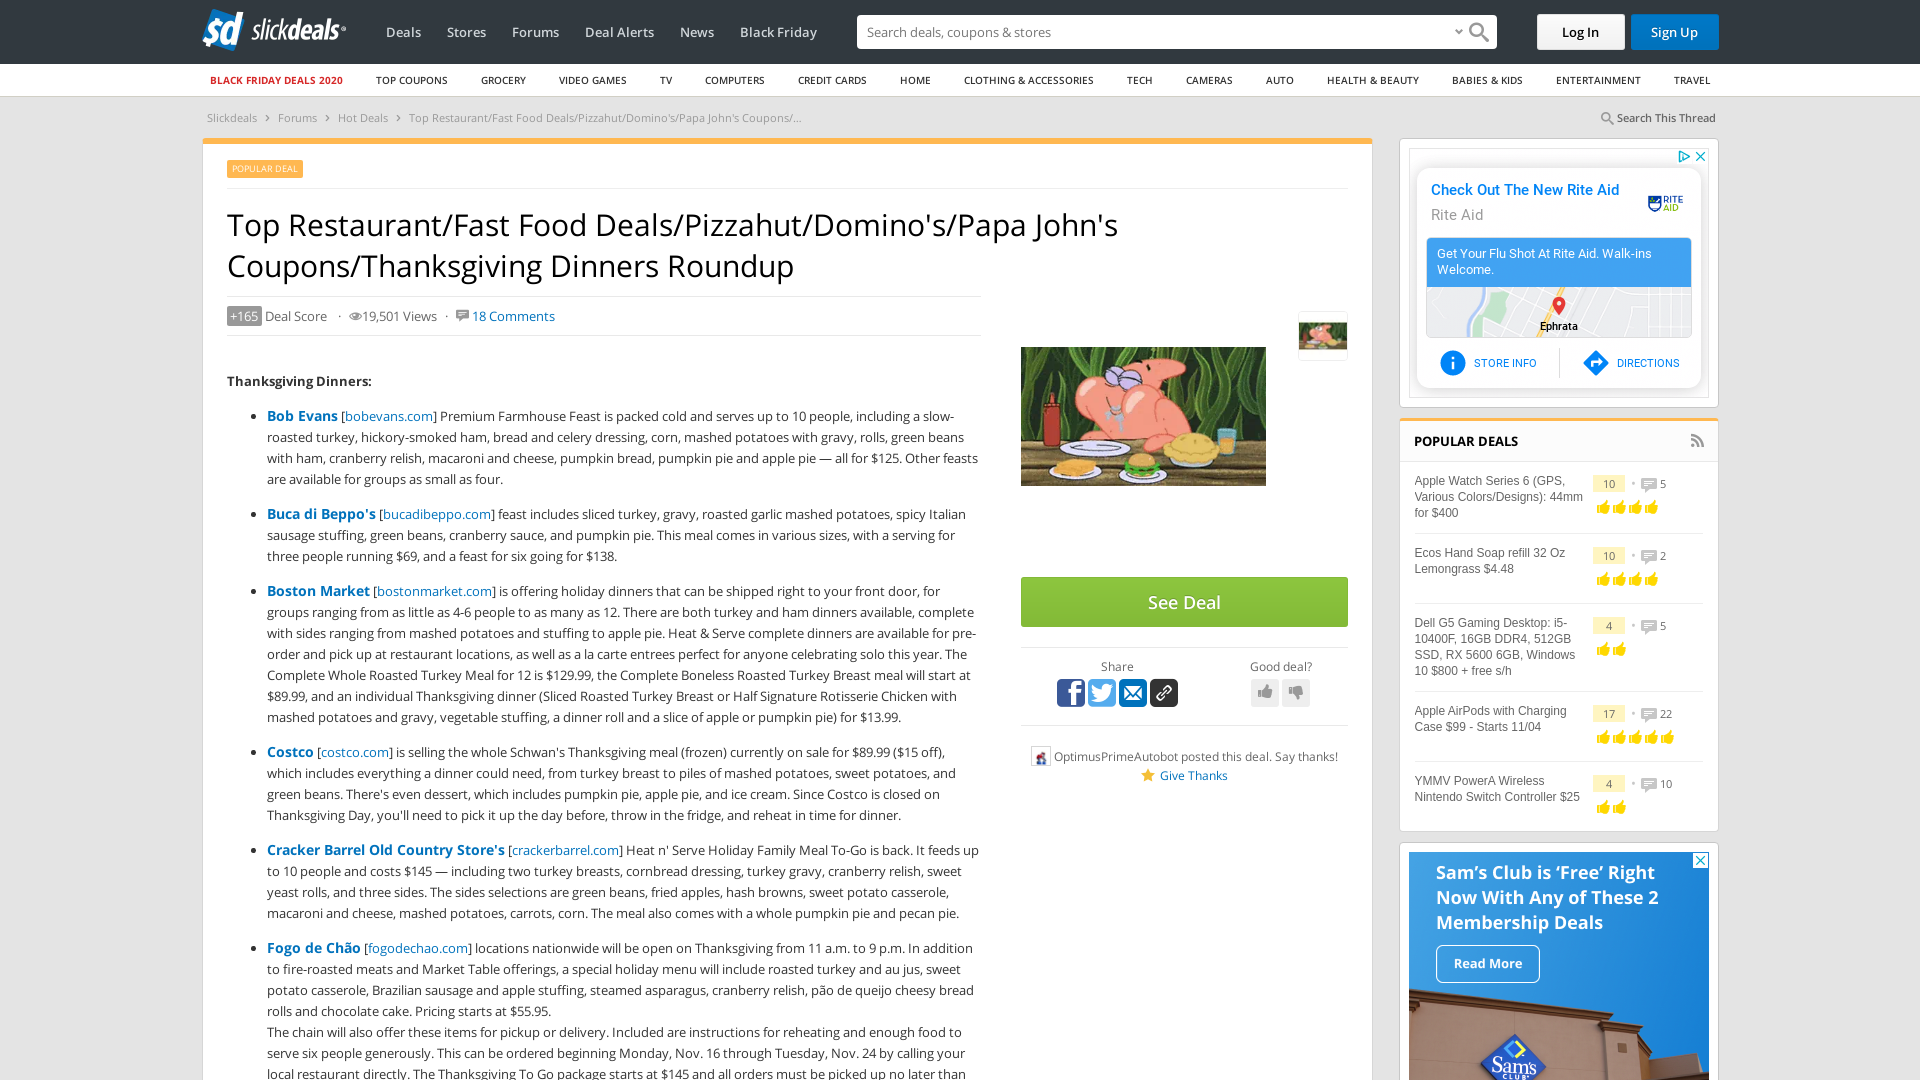 sd slickdeals
Deals Stores Forums Deal Alerts News Black Friday
Search deals, coupons & stores
Log In
Sign Up
BLACK FRIDAY DEALS 2020 TOP COUPONS GROCERY VIDEO GAMES TV COMPUTERS CREDIT CARDS HOME CLOTHING & ACCESSORIES TECH CAMERAS AUTO HEALTH & BEAUTY BABIES & KIDS ENTERTAINMENT TRAVEL
Slickdeals > Forums > Hot Deals > Top Restaurant/Fast Food Deals/Pizzahut/Domino's/Papa John's Coupons/...
Search This Thread
POPULAR DEAL
Top Restaurant/Fast Food Deals/Pizzahut/Domino's/Papa John's
Coupons/Thanksgiving Dinners Roundup
+165 Deal Score · 19,501 Views · 18 Comments
Thanksgiving Dinners:
Bob Evans [bobevans.com] Premium Farmhouse Feast is packed cold and serves up to 10 people, including a slow-
roasted turkey, hickory-smoked ham, bread and celery dressing, corn, mashed potatoes with gravy, rolls, green beans
with ham, cranberry relish, macaroni and cheese, pumpkin bread, pumpkin pie and apple pie — all for $125. Other feasts
are available for groups as small as four.
Buca di Beppo's [bucadibeppo.com] feast includes sliced turkey, gravy, roasted garlic mashed potatoes, spicy Italian
sausage stuffing, green beans, cranberry sauce, and pumpkin pie. This meal comes in various sizes, with a serving for
three people running $69, and a feast for six going for $138.
Boston Market [bostonmarket.com] is offering holiday dinners that can be shipped right to your front door, for
groups ranging from as little as 4-6 people to as many as 12. There are both turkey and ham dinners available, complete
with sides ranging from mashed potatoes and stuffing to apple pie. Heat & Serve complete dinners are available for pre-
order and pick up at restaurant locations, as well as a la carte entrees perfect for anyone celebrating solo this year. The
Complete Whole Roasted Turkey Meal for 12 is $129.99, the Complete Boneless Roasted Turkey Breast meal will start at
$89.99, and an individual Thanksgiving dinner (Sliced Roasted Turkey Breast or Half Signature Rotisserie Chicken with
mashed potatoes and gravy, vegetable stuffing, a dinner roll and a slice of apple or pumpkin pie) for $13.99.
Costco [costco.com] is selling the whole Schwan's Thanksgiving meal (frozen) currently on sale for $89.99 ($15 off),
which includes everything a dinner could need, from turkey breast to piles of mashed potatoes, sweet potatoes, and
green beans. There's even dessert, which includes pumpkin pie, apple pie, and ice cream. Since Costco is closed on
Thanksgiving Day, you'll need to pick it up the day before, throw in the fridge, and reheat in time for dinner.
Cracker Barrel Old Country Store's [crackerbarrel.com] Heat n' Serve Holiday Family Meal To-Go is back. It feeds up
to 10 people and costs $145 — including two turkey breasts, cornbread dressing, turkey gravy, cranberry relish, sweet
yeast rolls, and three sides. The sides selections are green beans, fried apples, hash browns, sweet potato casserole,
macaroni and cheese, mashed potatoes, carrots, corn. The meal also comes with a whole pumpkin pie and pecan pie.
Fogo de Chão [fogodechao.com] locations nationwide will be open on Thanksgiving from 11 a.m. to 9 p.m. In addition
to fire-roasted meats and Market Table offerings, a special holiday menu will include roasted turkey and au jus, sweet
potato casserole, Brazilian sausage and apple stuffing, steamed asparagus, cranberry relish, pão de queijo cheesy bread
rolls and chocolate cake. Pricing starts at $55.95.
The chain will also offer these items for pickup or delivery. Included are instructions for reheating and enough food to
serve six people generously. This can be ordered beginning Monday, Nov. 16 through Tuesday, Nov. 24 by calling your
local restaurant directly. The Thanksgiving To Go package starts at $145 and all orders must be picked up no later than
See Deal
Share
Good deal?
OptimusPrimeAutobot posted this deal. Say thanks!
Give Thanks
Check Out The New Rite Aid
Rite Aid
RITE
AID
Get Your Flu Shot At Rite Aid. Walk-ins
Welcome.
Ephrata
STORE INFO
DIRECTIONS
POPULAR DEALS
Apple Watch Series 6 (GPS,
Various Colors/Designs): 44mm
for $400
10 • 5
Ecos Hand Soap refill 32 Oz
Lemongrass $4.48
10 • 2
Dell G5 Gaming Desktop: i5-
10400F, 16GB DDR4, 512GB
SSD, RX 5600 6GB, Windows
10 $800 + free s/h
4 • 5
Apple AirPods with Charging
Case $99 - Starts 11/04
17 • 22
YMMV PowerA Wireless
Nintendo Switch Controller $25
4 • 10
Sam's Club is 'Free' Right
Now With Any of These 2
Membership Deals
Read More
Sam's
CLUB